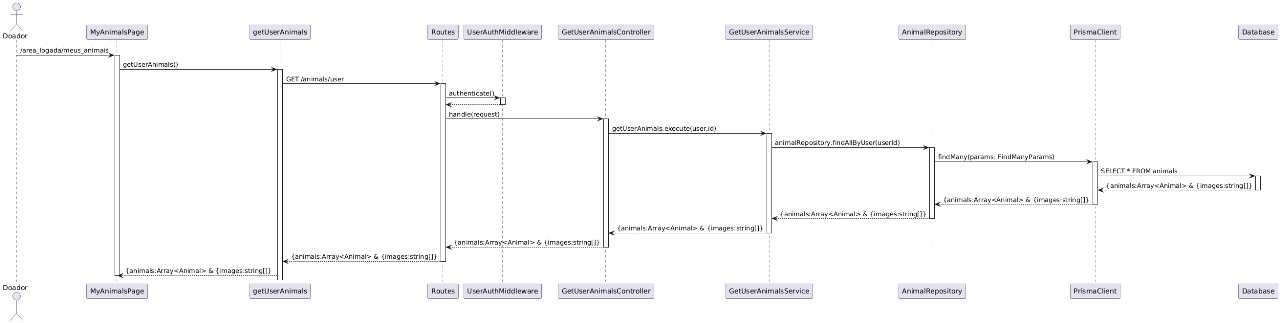 Doador
MyAnimalsPage
getUserAnimals
Routes
UserAuthMiddleware
GetUserAnimalsController
GetUserAnimalsService
AnimalRepository
PrismaClient
Database
/area_logada/meus_animais
getUserAnimals()
GET /animals/user
authenticate()
handle(request)
getUserAnimals.execute(user.id)
animalRepository.findAllByUser(userId)
findMany(params: FindManyParams)
SELECT * FROM animals
{animals:Array<Animal> & {images:string[]}
{animals:Array<Animal> & {images:string[]}
{animals:Array<Animal> & {images:string[]}
{animals:Array<Animal> & {images:string[]}
{animals:Array<Animal> & {images:string[]}
{animals:Array<Animal> & {images:string[]}
{animals:Array<Animal> & {images:string[]}
Doador
MyAnimalsPage
getUserAnimals
Routes
UserAuthMiddleware
GetUserAnimalsController
GetUserAnimalsService
AnimalRepository
PrismaClient
Database